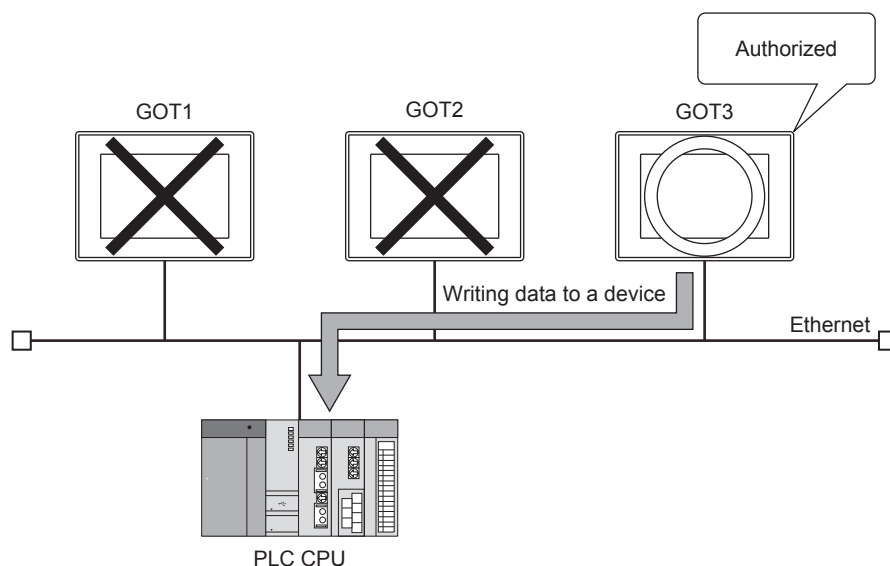 Authorized
GOT1
GOT2
GOT3
Writing data to a device
Ethernet
PLC CPU